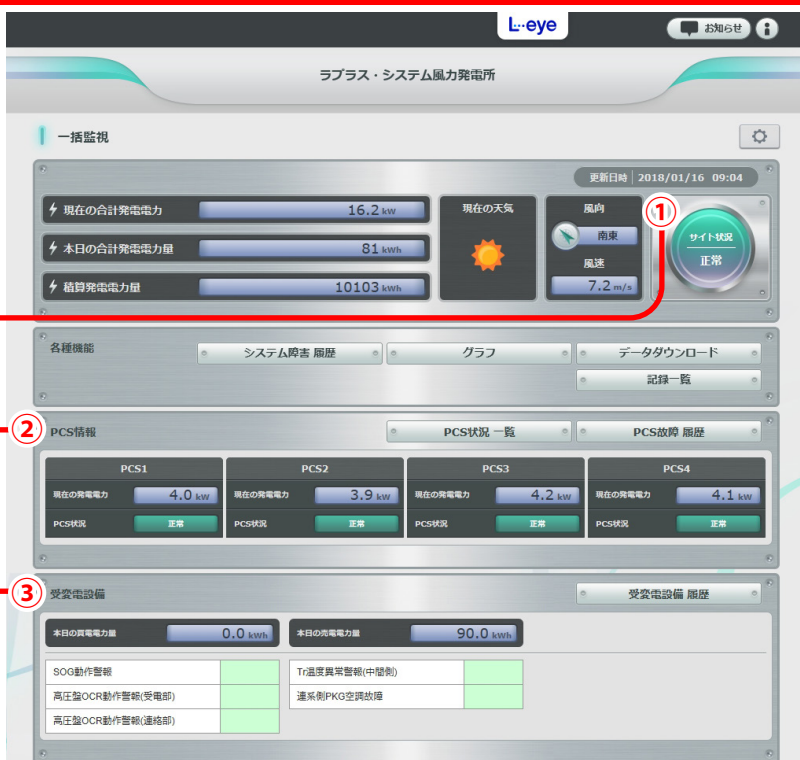 L・・eye
お知らせ
ラプラス・システム風力発電所
一括監視
更新日時 2018/01/16 09:04
現在の合計発電電力 16.2 kW
本日の合計発電電力量 81 kWh
積算発電電力量 10103 kWh
現在の天気
風向
南東
風速
7.2 m/s
①
サイト状況
正常
各種機能
システム障害 履歴
グラフ
データダウンロード
記録一覧
②
PCS情報
PCS状況 一覧
PCS故障 履歴
PCS1 PCS2 PCS3 PCS4
現在の発電電力 4.0 kW 現在の発電電力 3.9 kW 現在の発電電力 4.2 kW 現在の発電電力 4.1 kW
PCS状況 正常 PCS状況 正常 PCS状況 正常 PCS状況 正常
③
受変電設備
受変電設備 履歴
本日の買電電力量 0.0 kWh 本日の売電電力量 90.0 kWh
SOG動作警報 Tr温度異常警報(中間側)
高圧盤OCR動作警報(受電部) 連系側PKG空調故障
高圧盤OCR動作警報(連絡部)